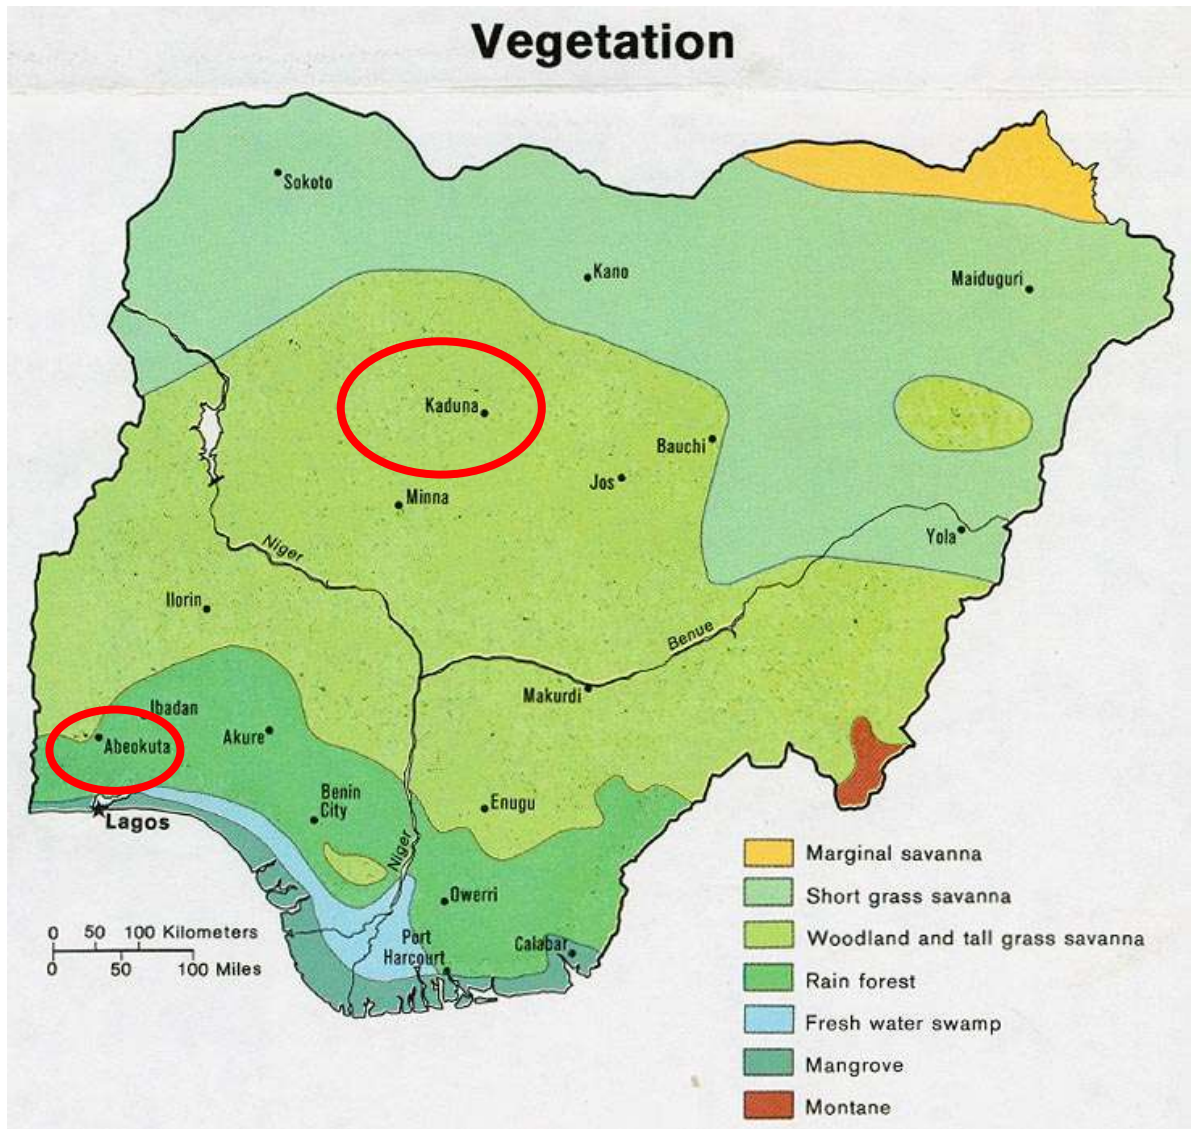 Vegetation
Sokoto
Kano
Maiduguri
Kaduna
Bauchi
Jos
Minna
Yola
Niger
Ilorin
Benue
Makurdi
Ibadan
Abeokuta
Akure
Benin
City
Enugu
Lagos
Niger
Owerri
Port
Harcourt
Calabar
0 50 100 Kilometers
0 50 100 Miles
Marginal savanna
Short grass savanna
Woodland and tall grass savanna
Rain forest
Fresh water swamp
Mangrove
Montane